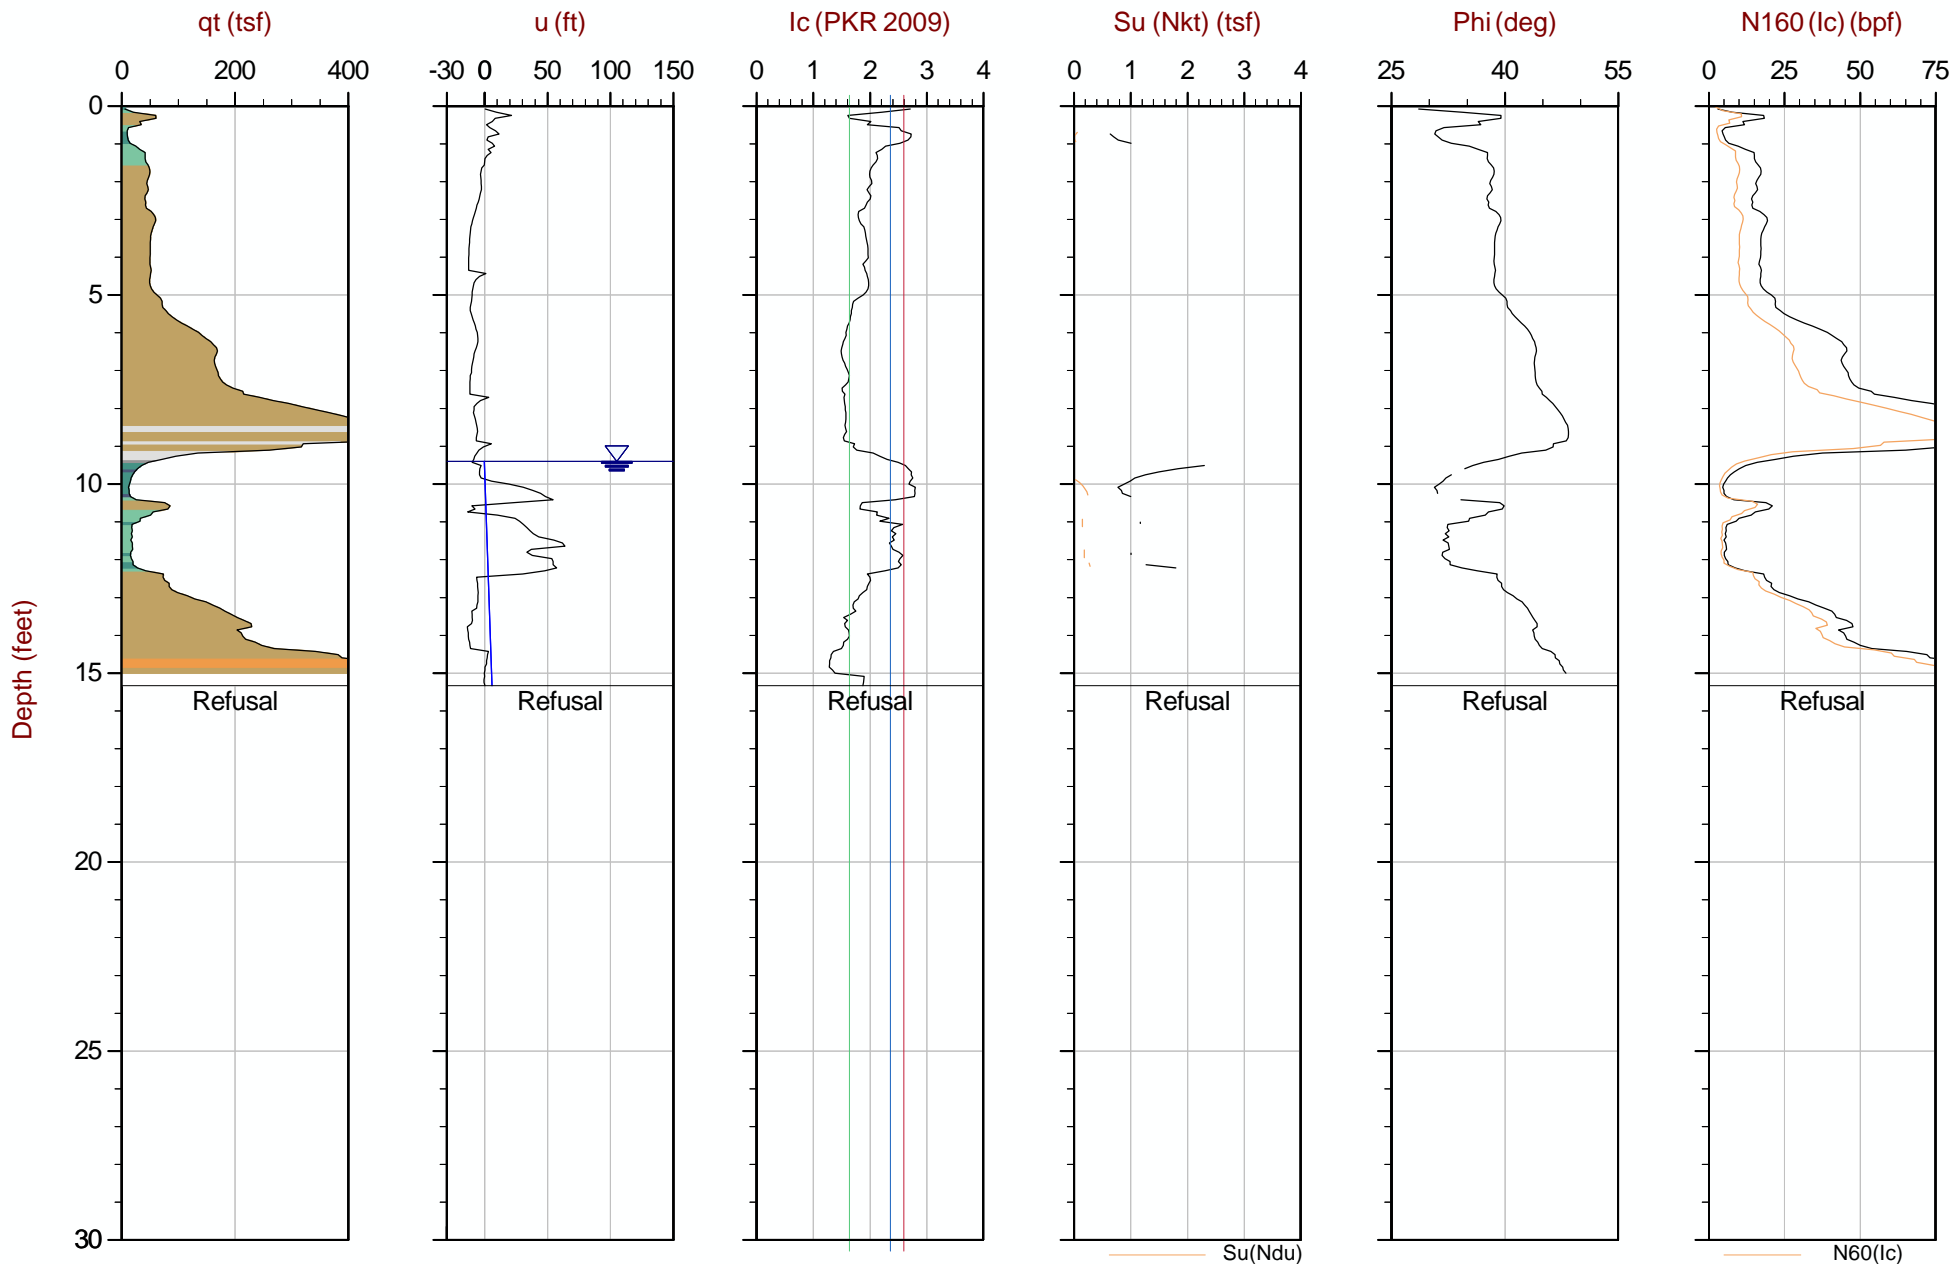 qt (tsf) u (ft) Ic (PKR 2009) Su (Nkt) (tsf) Phi (deg) N160 (Ic) (bpf)
0 200 400 -30 0 50 100 150 0 1 2 3 4 0 1 2 3 4 25 40 55 0 25 50 75
0
5
10
15
Refusal Refusal Refusal Refusal Refusal Refusal
Depth (feet)
20
25
30
Su(Ndu) N60(Ic)